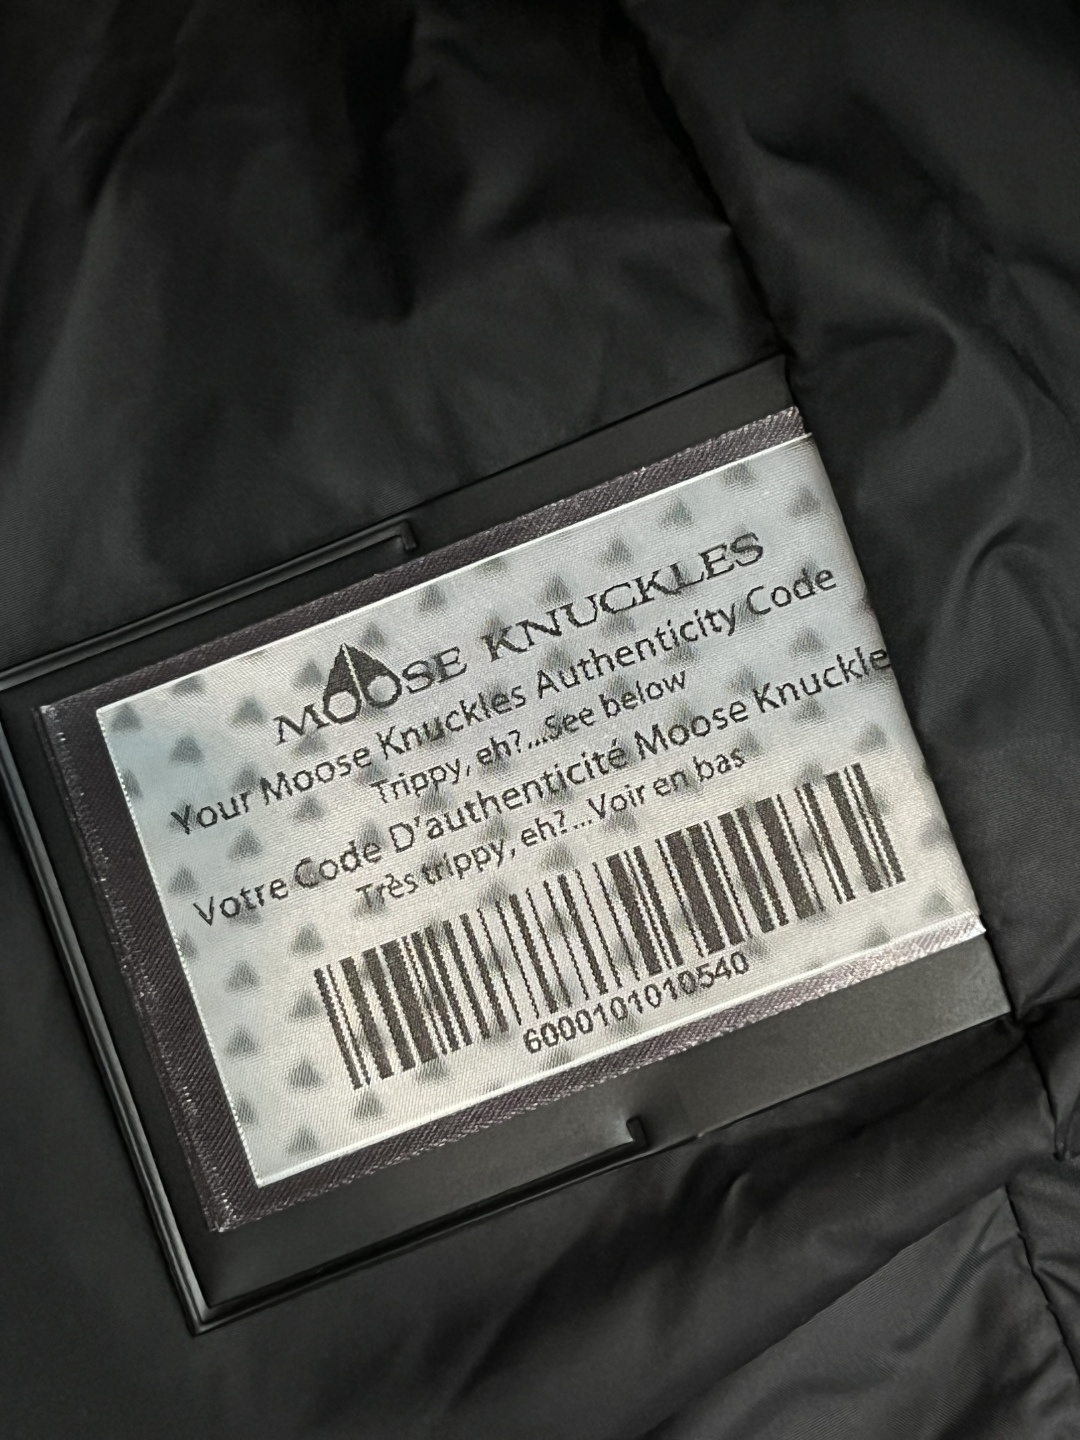 MOOSE KNUCKLES
Your Moose Knuckles Authenticity Code
Trippy, eh?...See below
Votre Code D'authenticité Moose Knuckle
Très trippy, eh?...Voir en bas
6000101010540